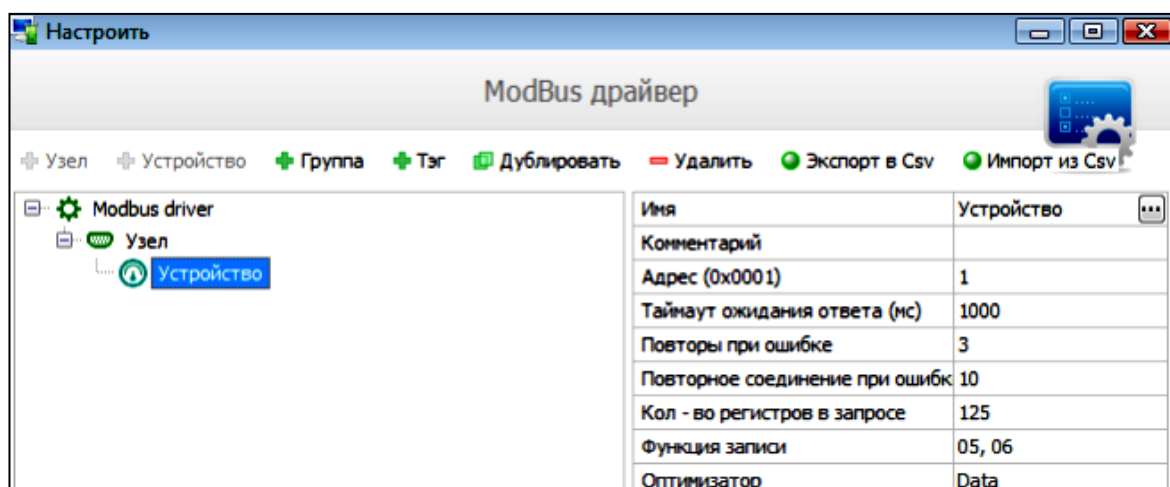 Настроить
ModBus драйвер
Узел Устройство Группа Тэг Дублировать Удалить Экспорт в Csv Импорт из Csv
Modbus driver
Узел
Устройство
Имя Устройство
Комментарий
Адрес (0x0001) 1
Таймаут ожидания ответа (мс) 1000
Повторы при ошибке 3
Повторное соединение при ошибк 10
Кол - во регистров в запросе 125
Функция записи 05, 06
Оптимизатор Data